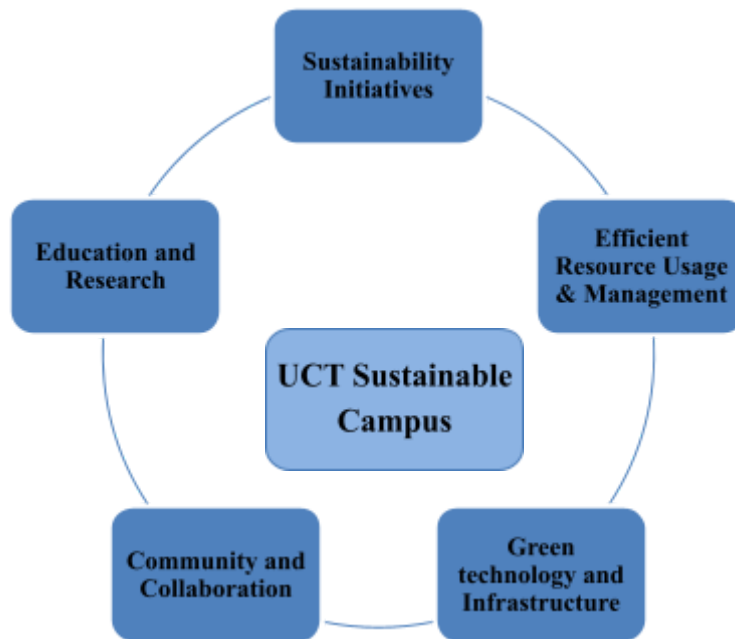 Sustainability
Initiatives
Education and
Research
Efficient
Resource Usage
& Management
UCT Sustainable
Campus
Community and
Collaboration
Green
technology and
Infrastructure